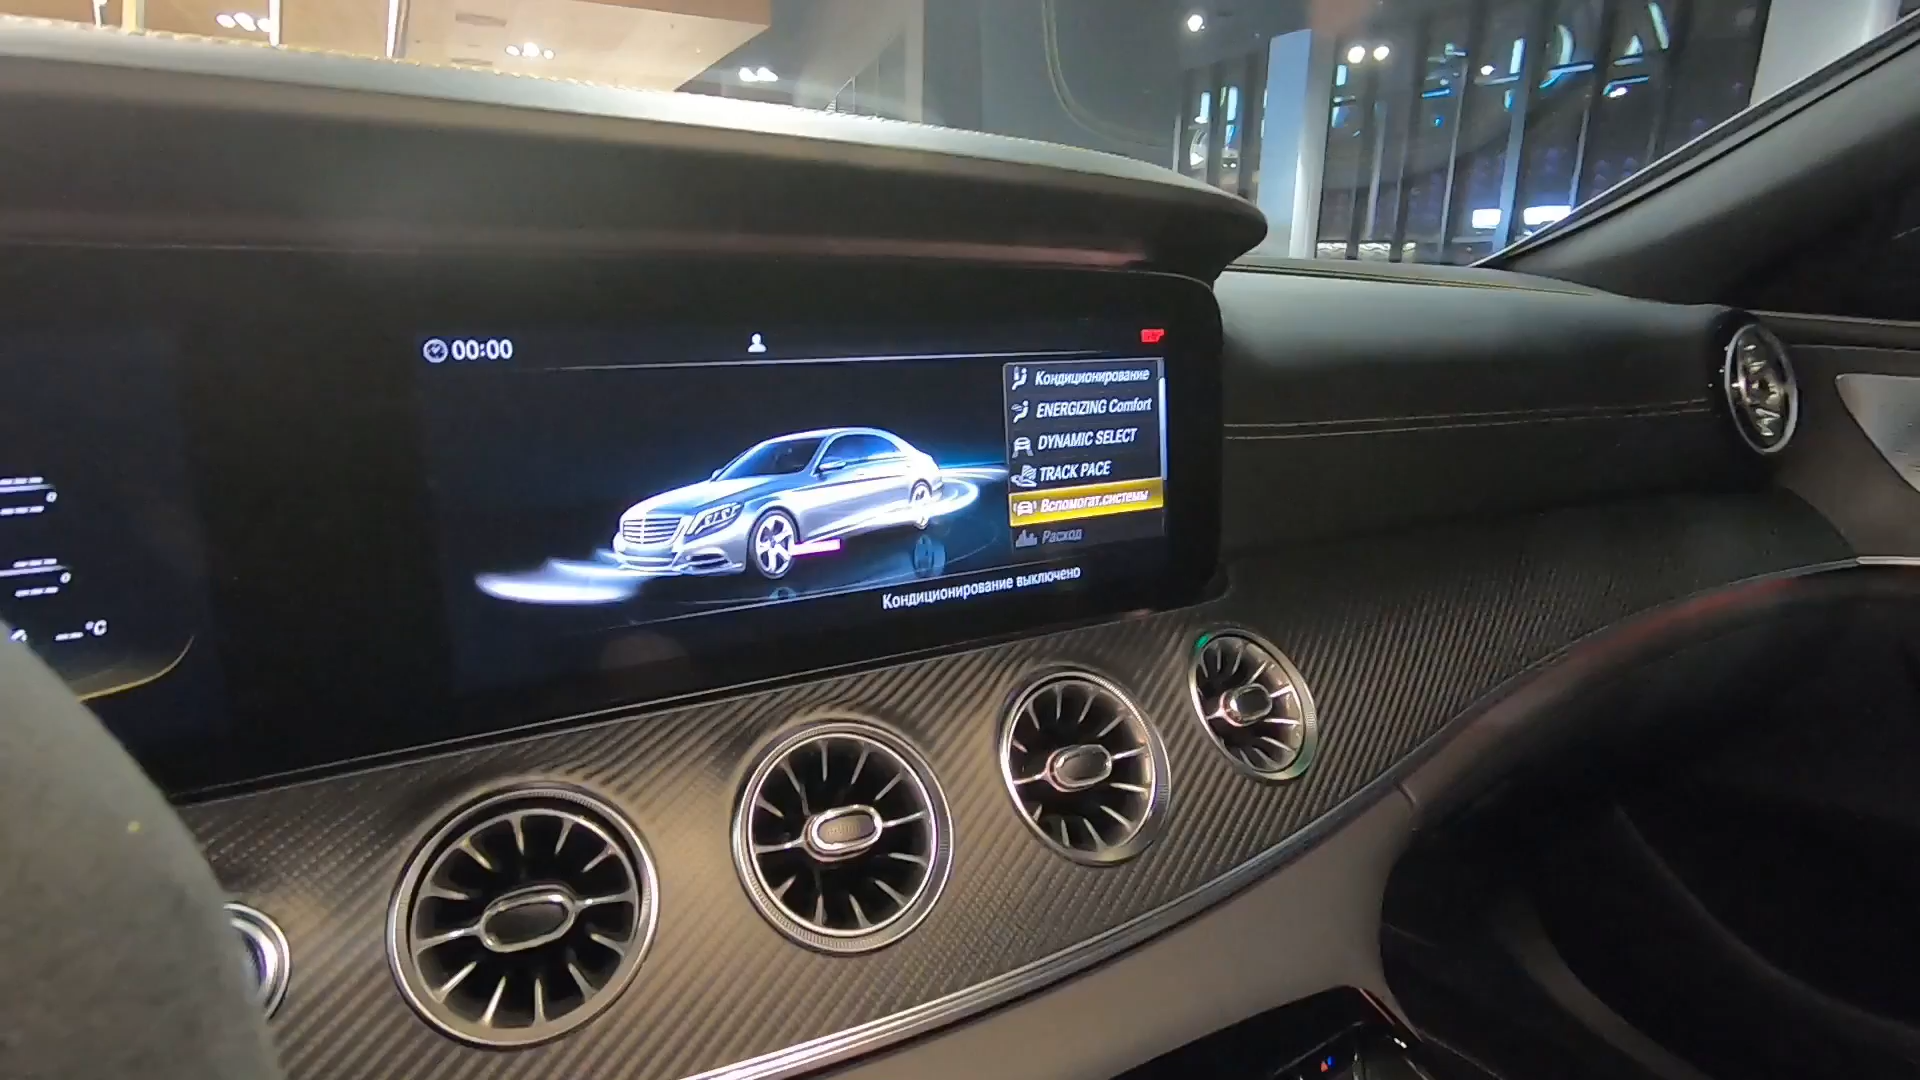 00:00
Кондиционирование
ENERGIZING Comfort
DYNAMIC SELECT
TRACK PACE
Вспомогат.системы
Расход
Кондиционирование выключено
°C